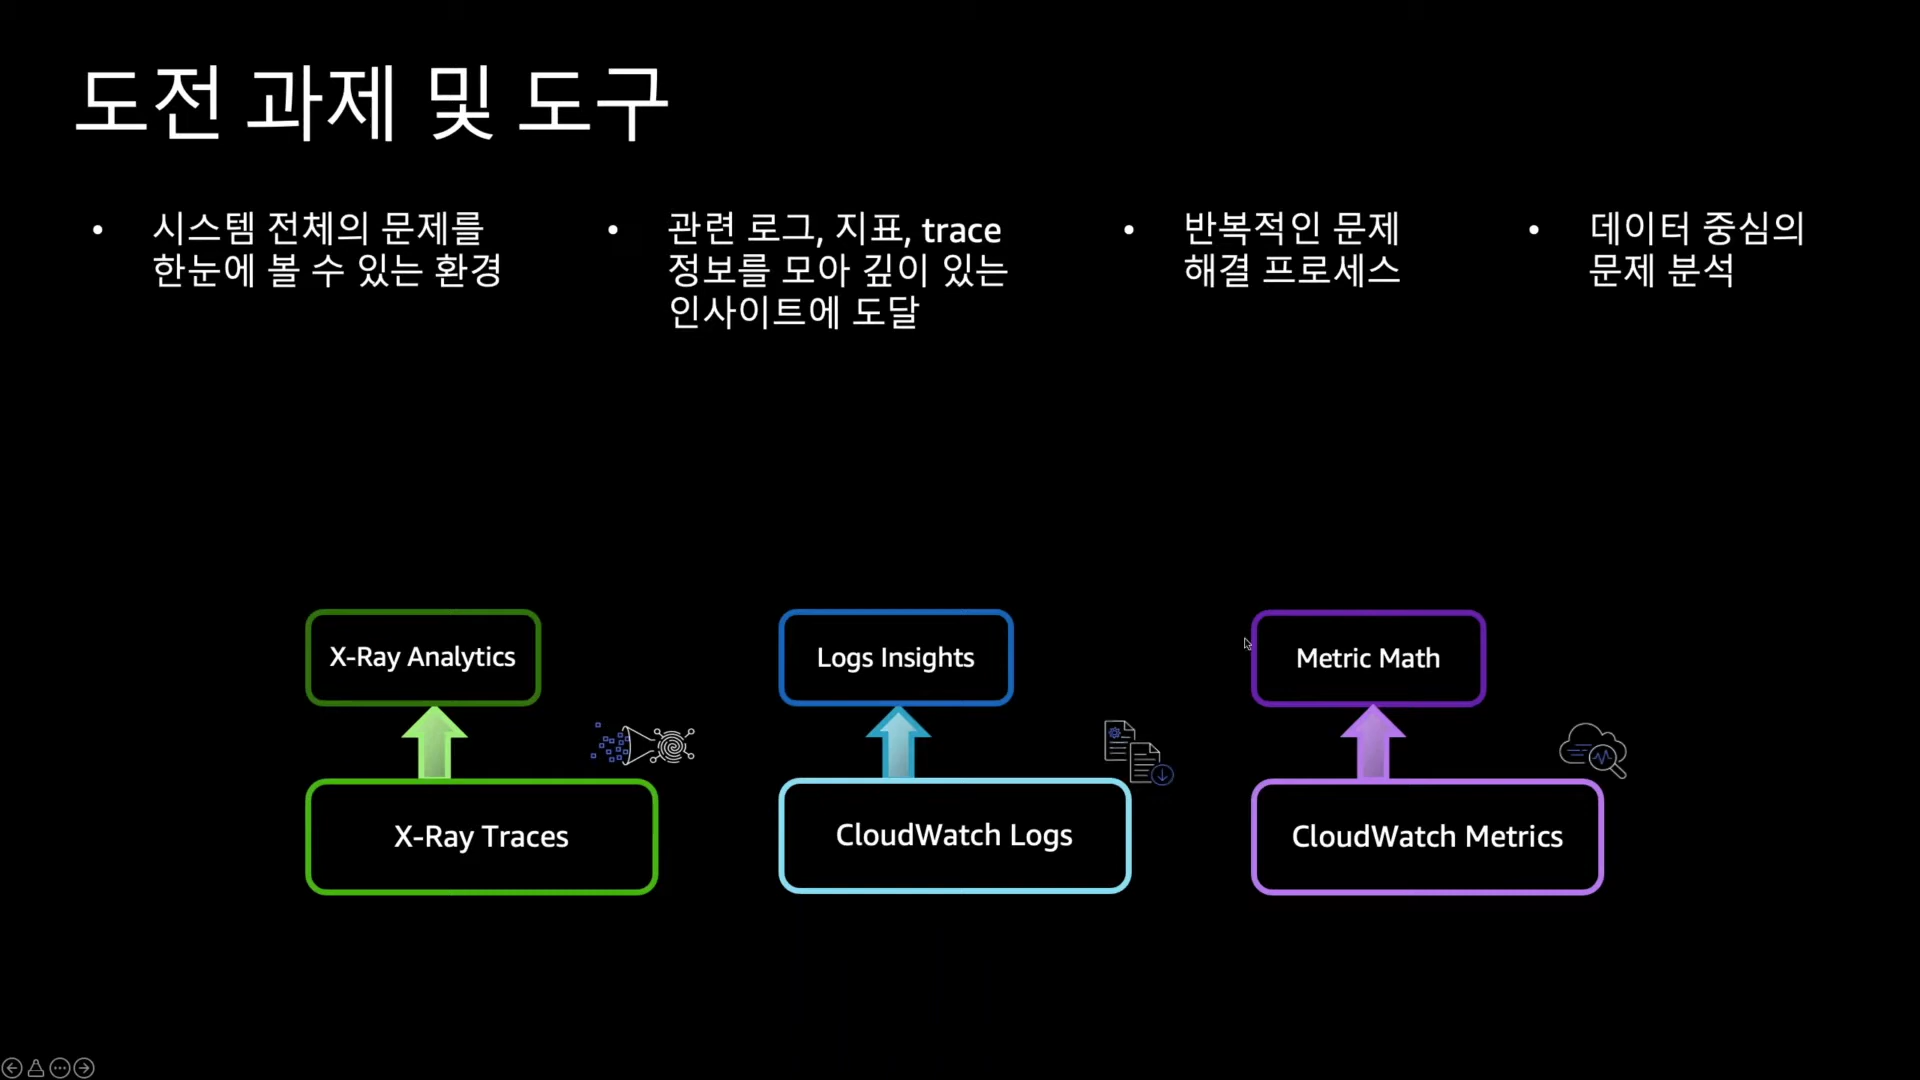 도전 과제 및 도구
• 시스템 전체의 문제를
한눈에 볼 수 있는 환경
• 관련 로그, 지표, trace
정보를 모아 깊이 있는
인사이트에 도달
• 반복적인 문제
해결 프로세스
• 데이터 중심의
문제 분석
X-Ray Analytics
Logs Insights
Metric Math
X-Ray Traces
CloudWatch Logs
CloudWatch Metrics